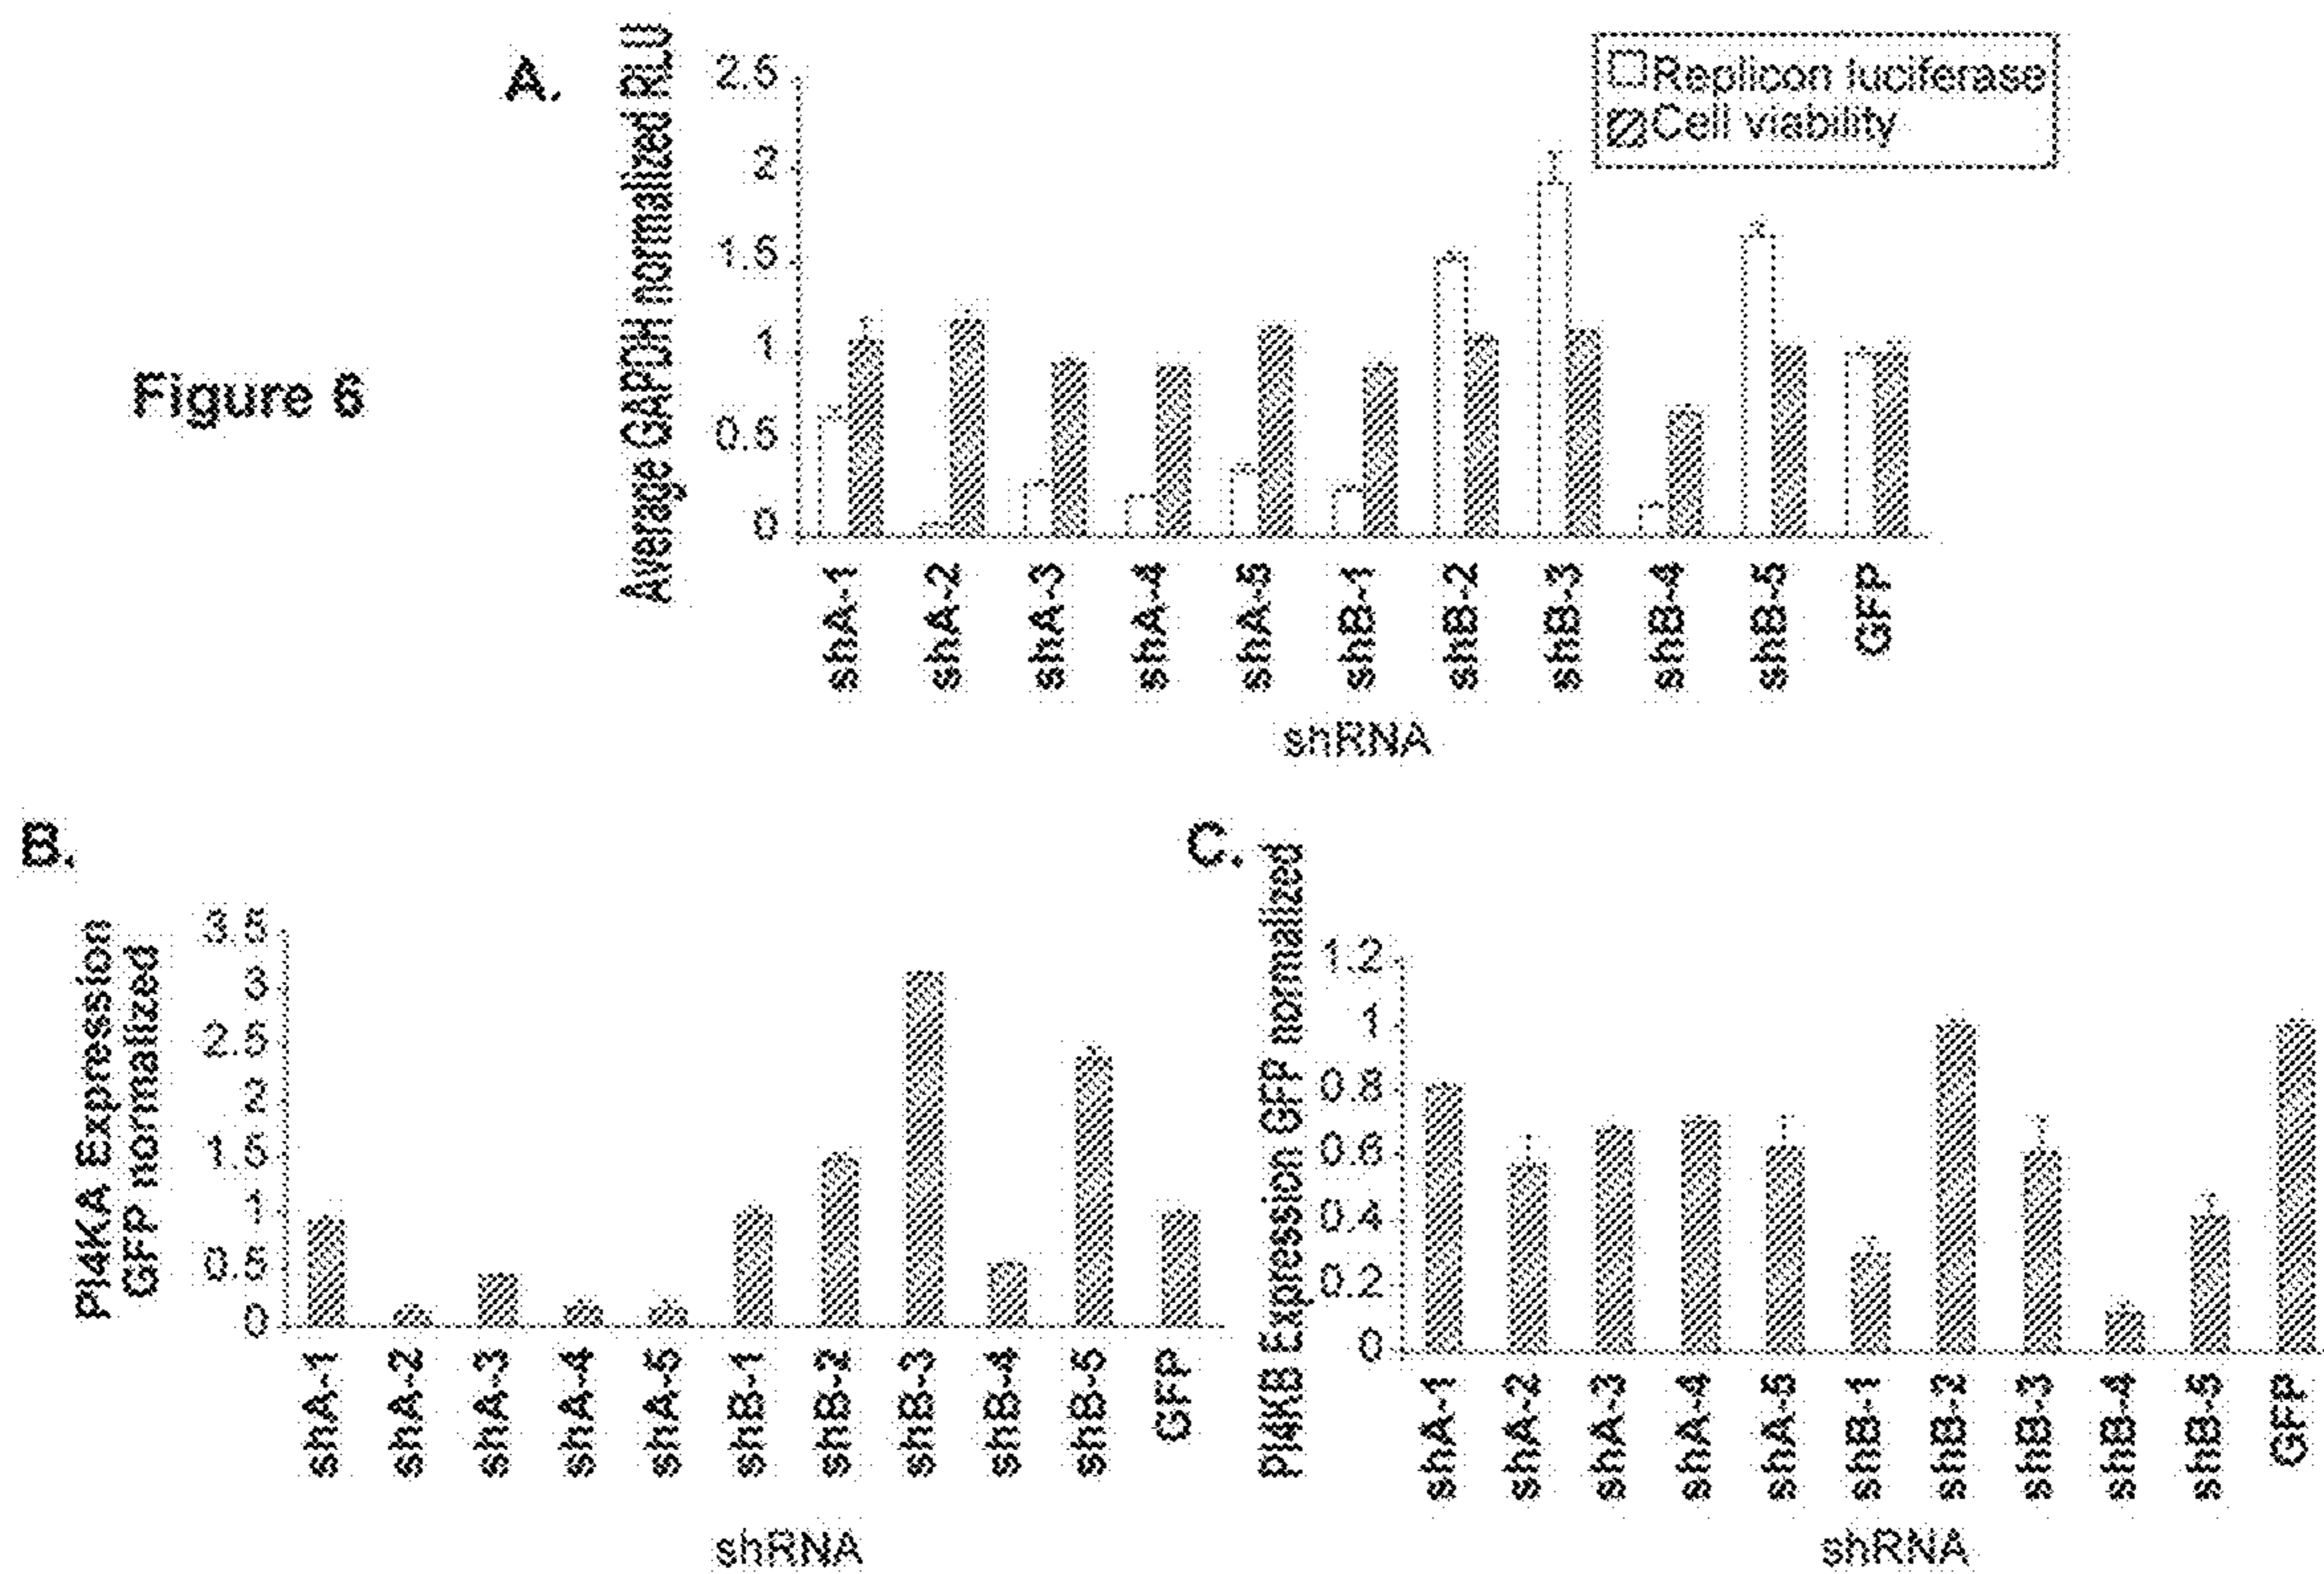 Figure 6
A.
Average GAPDH normalized RLU
2.5
2
1.5
1
0.5
0
Replicon luciferase
Cell viability
shA-1
shA-2
shA-3
shA-4
shA-5
shB-1
shB-2
shB-3
shB-4
shB-5
GFP
shRNA
B.
PI4KA Expression
GFP normalized
3.5
3
2.5
2
1.5
1
0.5
0
shA-1
shA-2
shA-3
shA-4
shA-5
shB-1
shB-2
shB-3
shB-4
shB-5
GFP
shRNA
C.
PI4KB Expression GFP normalized
1.2
1
0.8
0.6
0.4
0.2
0
shA-1
shA-2
shA-3
shA-4
shA-5
shB-1
shB-2
shB-3
shB-4
shB-5
GFP
shRNA